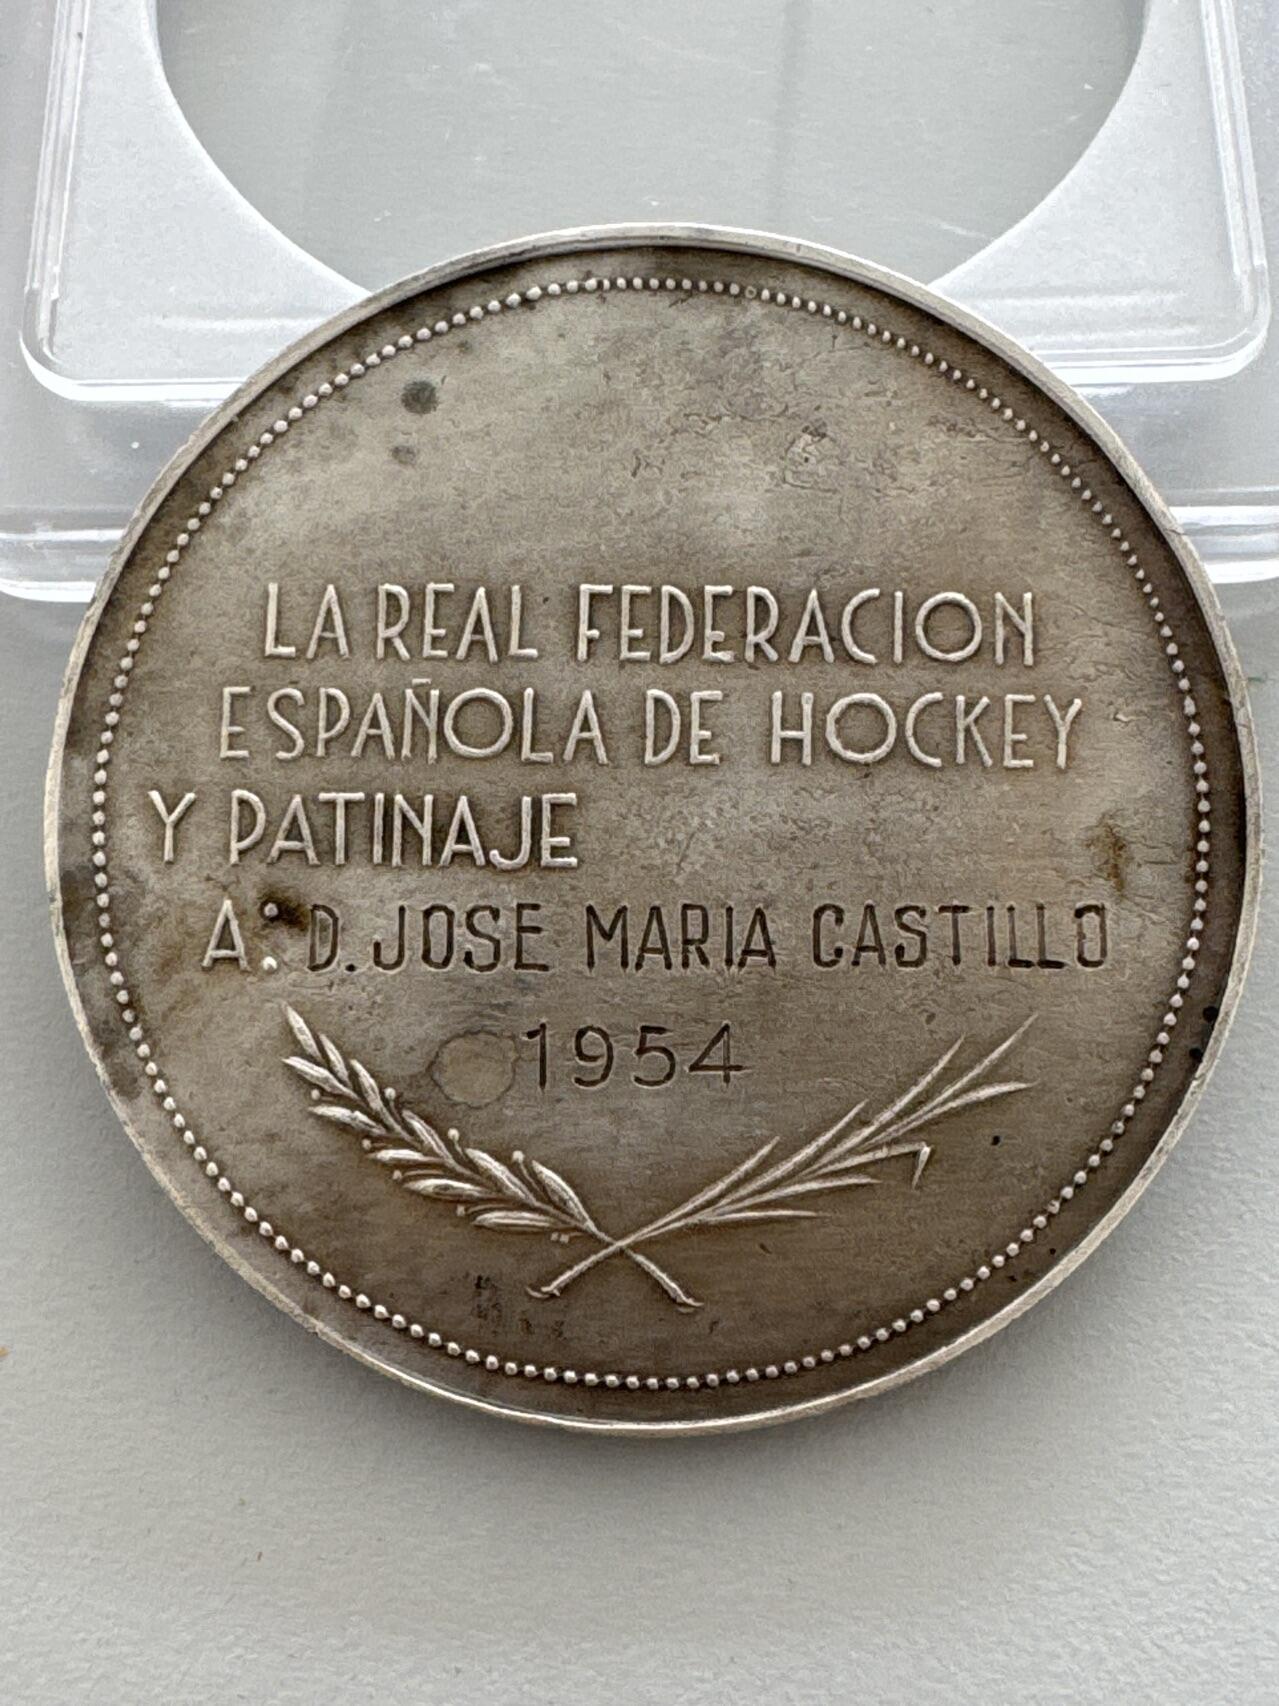 LA REAL FEDERACION
ESPAÑOLA DE HOCKEY
Y PATINAJE
A: D. JOSE MARIA CASTILLO
1954